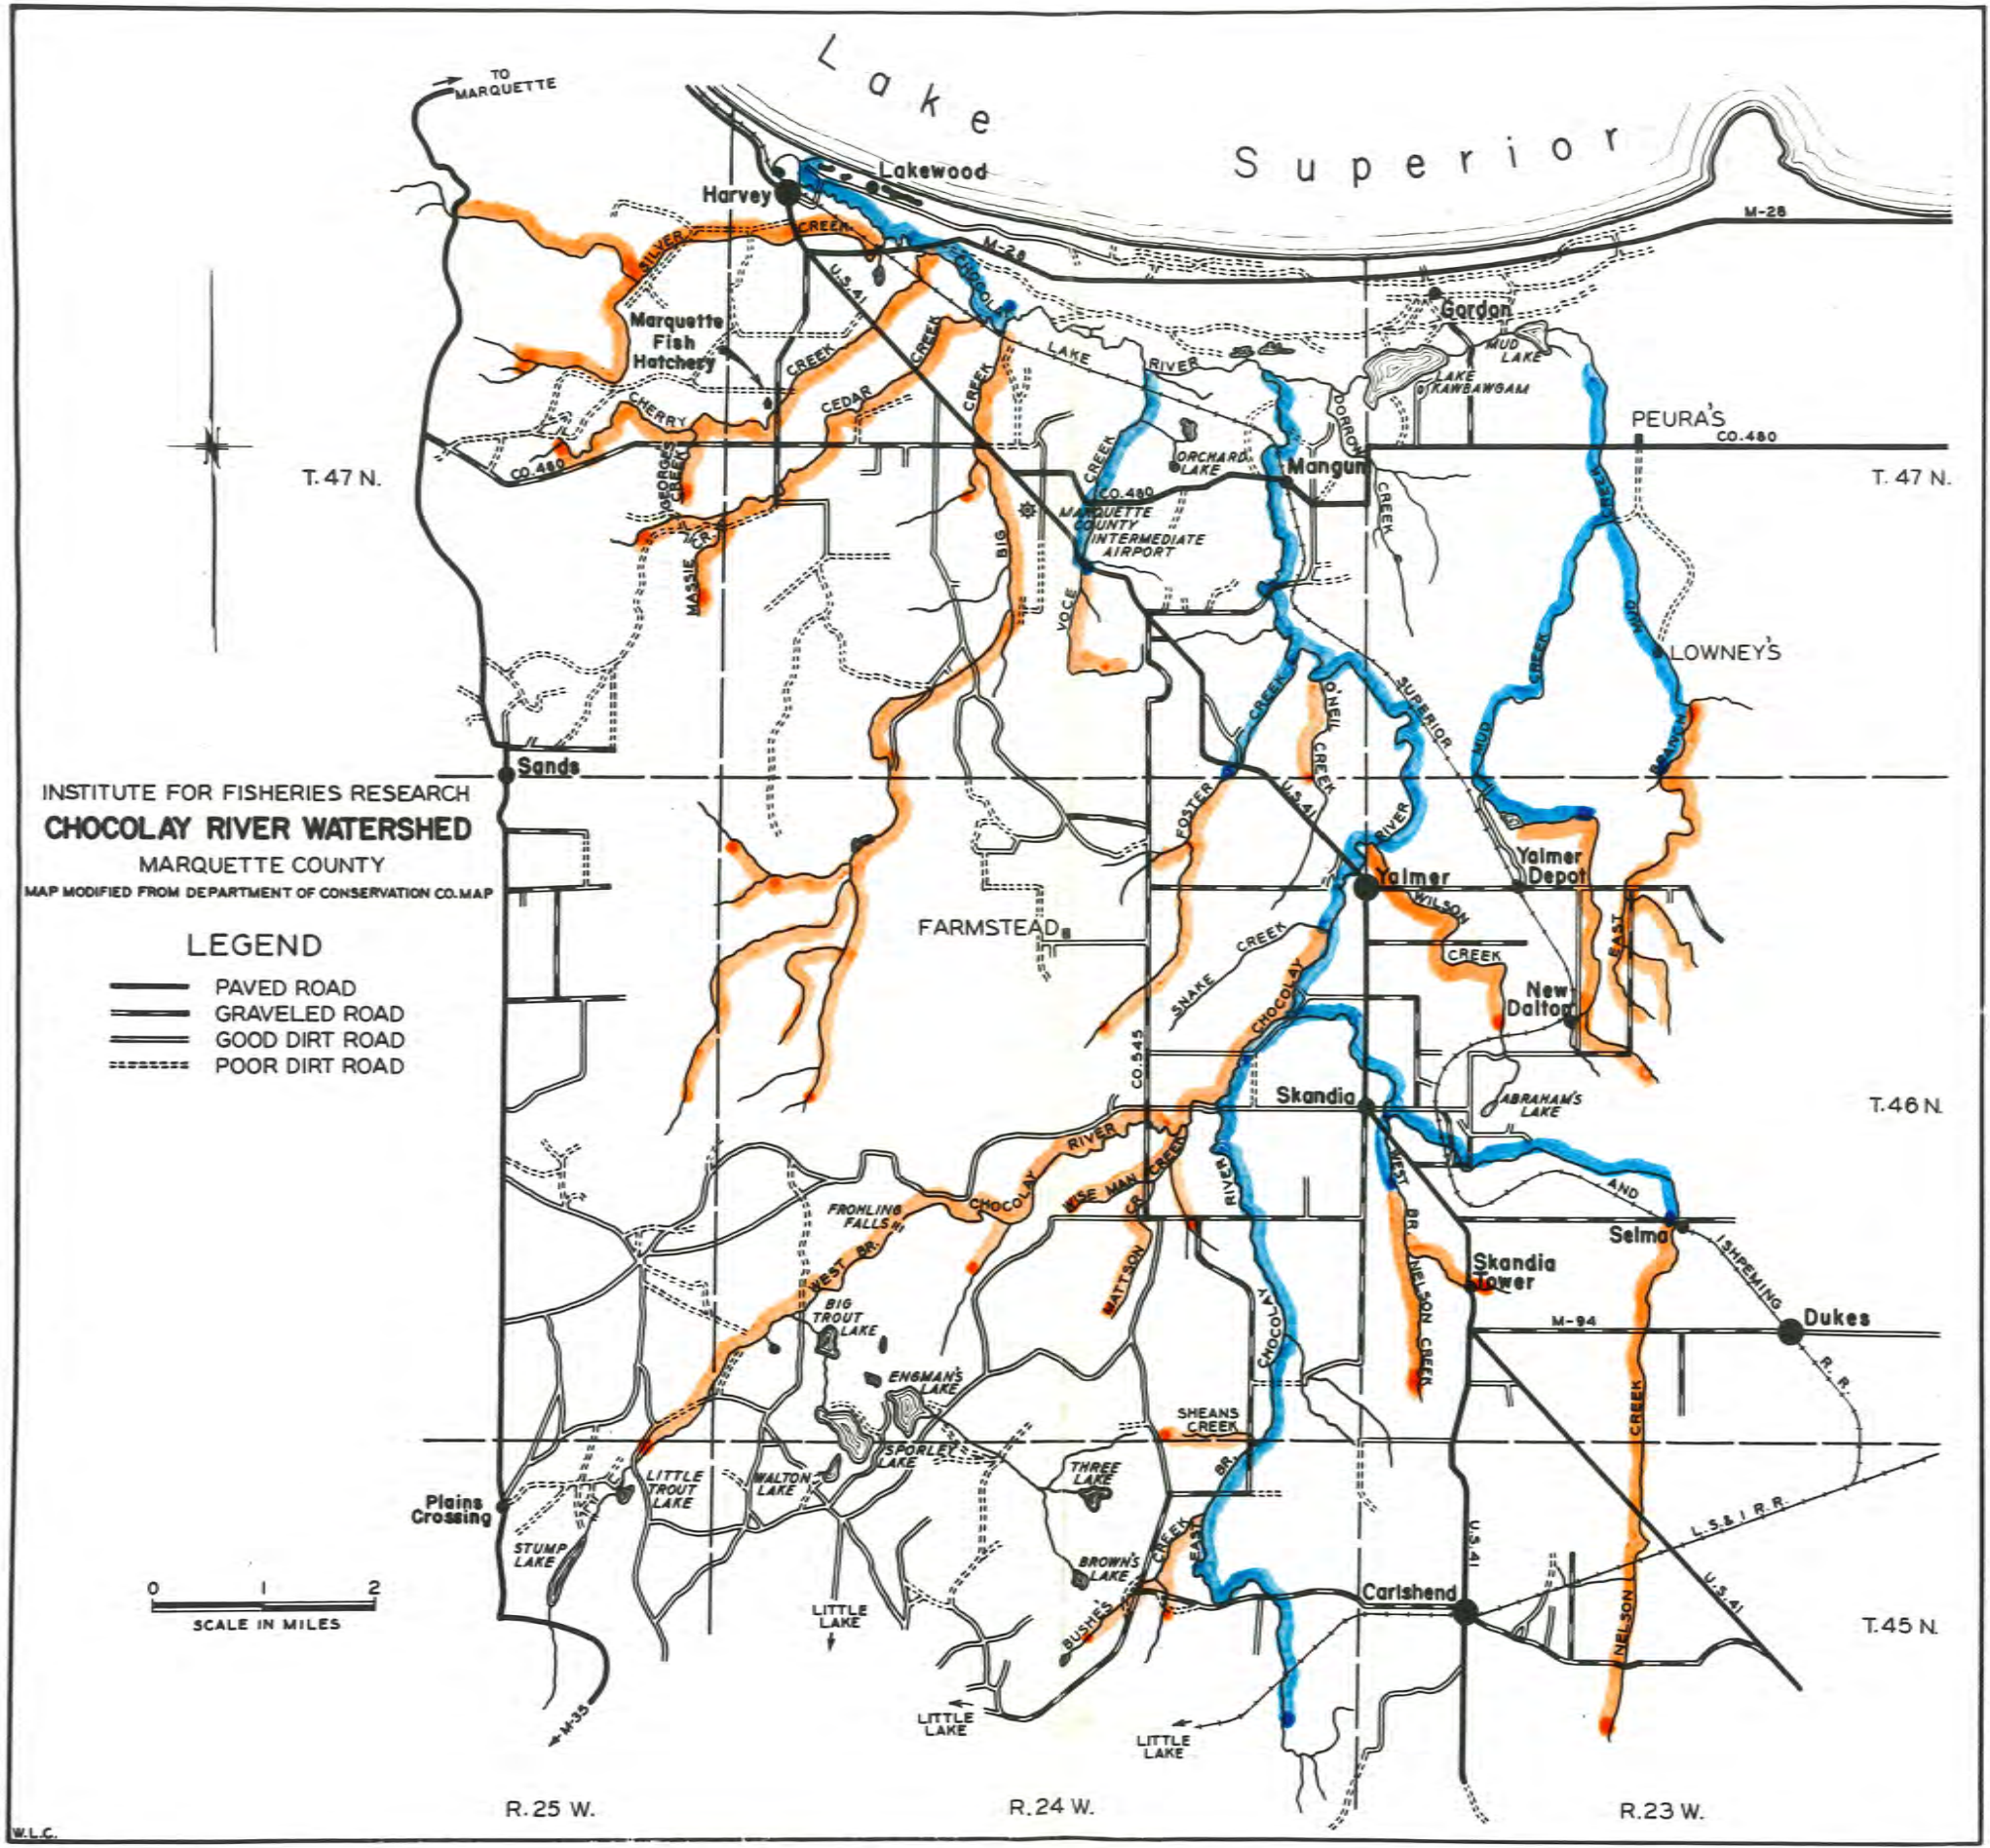 TO
MARQUETTE
Lake
Superior
Harvey
Lakewood
M-28
M-28
SILVER
CREEK
CHOCOLAY
U.S.41
Gordon
MUD
LAKE
Marquette
Fish
Hatchery
CREEK
CREEK
CREEK
LAKE
RIVER
LAKE
KAWBAWGAM
CHERRY
CEDAR
DORROW
PEURA'S
CO.480
CO.480
GEORGES
CREEK
CREEK
ORCHARD
LAKE
Mangum
CREEK
CREEK
T. 47 N.
T. 47 N.
CO.480
MARQUETTE
COUNTY
INTERMEDIATE
AIRPORT
MASSIE CR.
BIG
VOCE
MUD
CREEK
LOWNEY'S
CREEK
O'NEIL
CREEK
SUPERIOR
MUD
BRANCH
Sands
INSTITUTE FOR FISHERIES RESEARCH
CHOCOLAY RIVER WATERSHED
MARQUETTE COUNTY
MAP MODIFIED FROM DEPARTMENT OF CONSERVATION CO. MAP
FOSTER
U.S.41
RIVER
Yalmer
Yalmer
Depot
LEGEND
PAVED ROAD
GRAVELED ROAD
GOOD DIRT ROAD
POOR DIRT ROAD
FARMSTEAD
WILSON
CREEK
EAST
SNAKE CREEK
CHOCOLAY
New
Dalton
CO.545
Skandia
ABRAHAM'S
LAKE
T.46 N.
RIVER
CHOCOLAY
WISE MAN CREEK
RIVER
WEST
BR.
NELSON CREEK
AND
FROHLING
FALLS
WEST BR.
MATTSON
CR.
Selma
ISHPEMING
R. R.
Skandia
Tower
BIG
TROUT
LAKE
CHOCOLAY
M-94
Dukes
ENGMAN'S
LAKE
CREEK
SHEANS
CREEK
SPORLEY
LAKE
LITTLE
TROUT
LAKE
WALTON
LAKE
THREE
LAKE
BR.
EAST
Plains
Crossing
STUMP
LAKE
BROWN'S
LAKE
CREEK
BUSHES
L.S.& I R.R.
U.S.41
U.S.41
Carlshend
NELSON
0 1 2
SCALE IN MILES
LITTLE
LAKE
T.45 N.
M-35
LITTLE
LAKE
LITTLE
LAKE
R.25 W.
R.24 W.
R.23 W.
W.L.C.